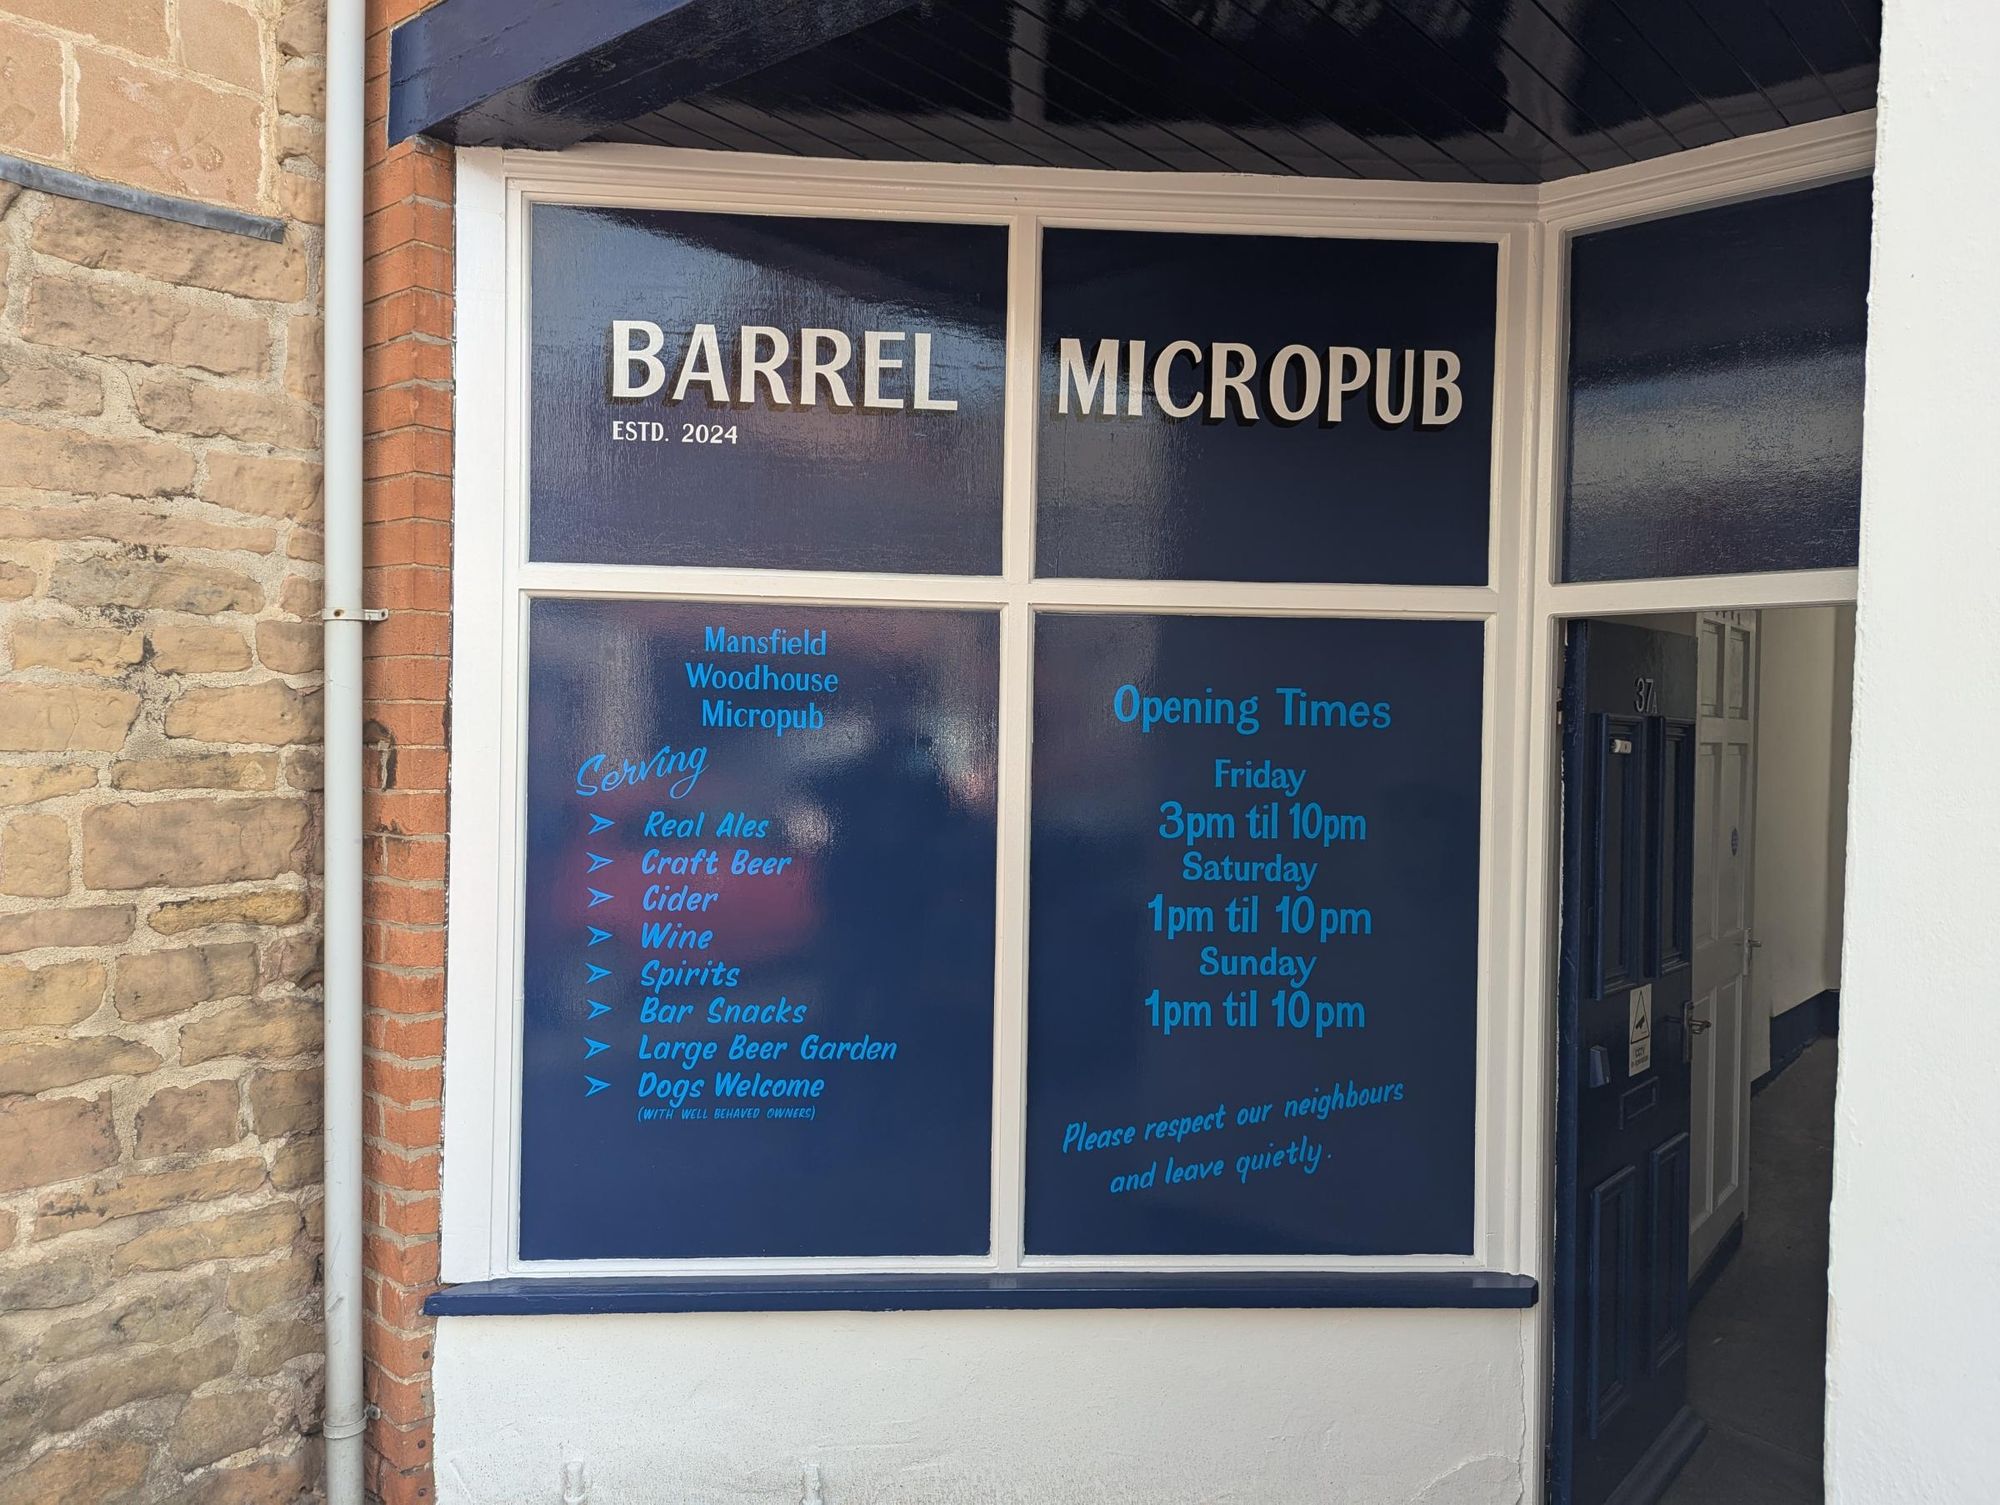 BARREL MICROPUB
ESTD. 2024
Mansfield
Woodhouse
Micropub
Serving
Real Ales
Craft Beer
Cider
Wine
Spirits
Bar Snacks
Large Beer Garden
Dogs Welcome
(WITH WELL BEHAVED OWNERS)
Opening Times
Friday
3pm til 10pm
Saturday
1pm til 10pm
Sunday
1pm til 10pm
Please respect our neighbours
and leave quietly.
37A
CCTV